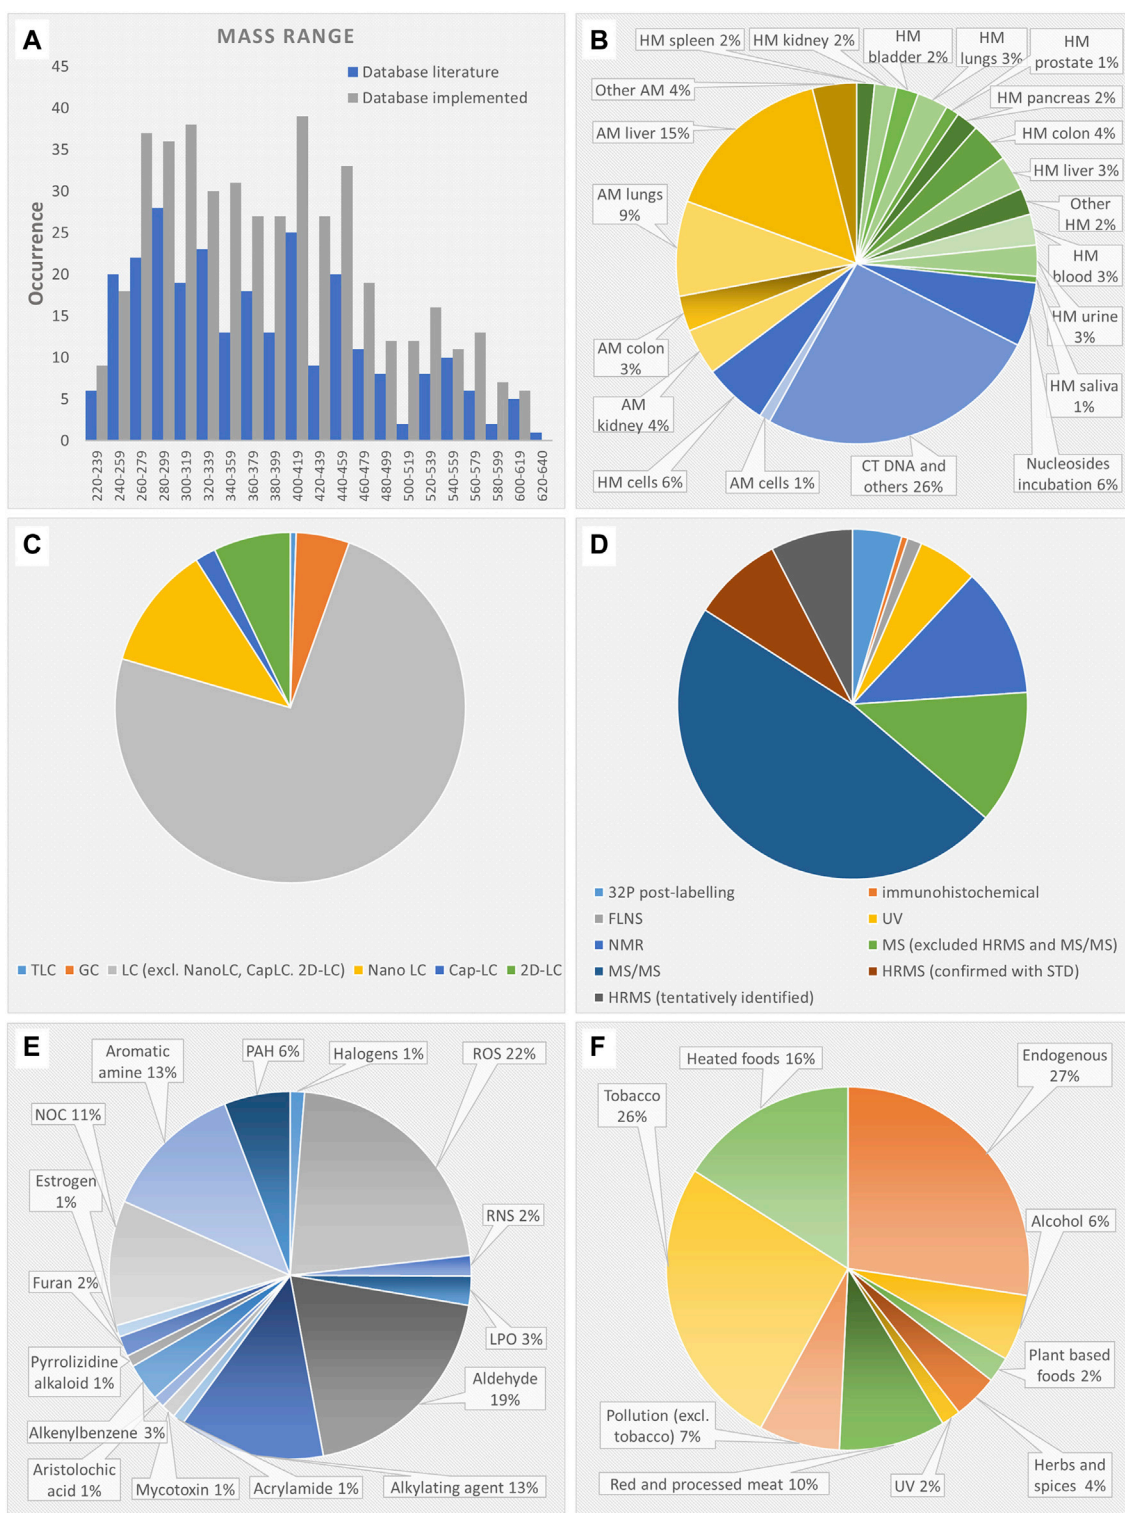 A
MASS RANGE
45
40
35
30
25
20
15
10
5
0
Occurrence
Database literature
Database implemented
220-239
240-259
260-279
280-299
300-319
320-339
340-359
360-379
380-399
400-419
420-439
440-459
460-479
480-499
500-519
520-539
540-559
560-579
580-599
600-619
620-640
B
HM spleen 2%
HM kidney 2%
HM
bladder 2%
HM
lungs 3%
HM
prostate 1%
HM pancreas 2%
HM colon 4%
HM liver 3%
Other
HM 2%
HM
blood 3%
HM urine
3%
HM saliva
1%
Nucleosides
incubation 6%
CT DNA and
others 26%
AM cells 1%
HM cells 6%
AM
kidney 4%
AM colon
3%
AM lungs
9%
AM liver 15%
Other AM 4%
C
TLC
GC
LC (excl. NanoLC, CapLC. 2D-LC)
Nano LC
Cap-LC
2D-LC
D
32P post-labelling
immunohistochemical
FLNS
UV
NMR
MS (excluded HRMS and MS/MS)
MS/MS
HRMS (confirmed with STD)
HRMS (tentatively identified)
E
Aromatic
amine 13%
PAH 6%
Halogens 1%
ROS 22%
RNS 2%
LPO 3%
Aldehyde
19%
Alkylating agent 13%
Acrylamide 1%
Mycotoxin 1%
Aristolochic
acid 1%
Alkenylbenzene 3%
Pyrrolizidine
alkaloid 1%
Furan 2%
Estrogen
1%
NOC 11%
F
Heated foods 16%
Endogenous
27%
Alcohol 6%
Plant based
foods 2%
Herbs and
spices 4%
UV 2%
Red and processed meat 10%
Pollution (excl.
tobacco) 7%
Tobacco
26%